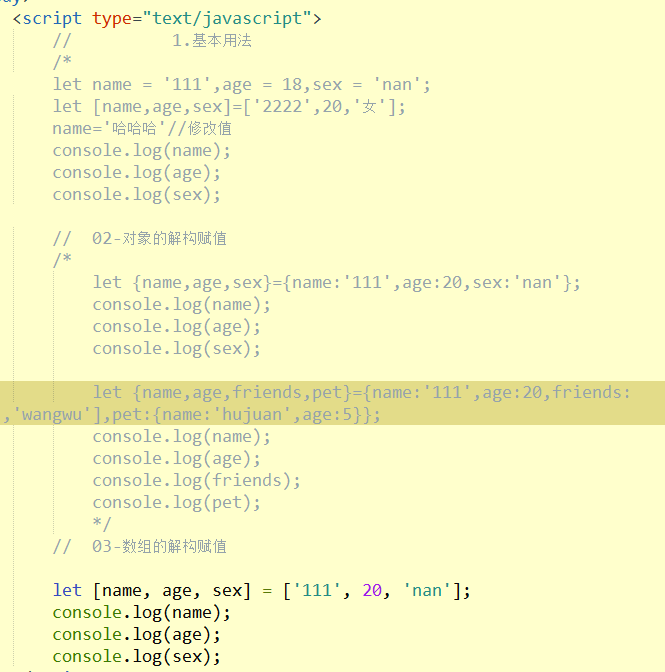 <script type="text/javascript">
//          1.基本用法
/*
let name = '111',age = 18,sex = 'nan';
let [name,age,sex]=['2222',20,'女'];
name='哈哈哈'//修改值
console.log(name);
console.log(age);
console.log(sex);
//  02-对象的解构赋值
/*
let {name,age,sex}={name:'111',age:20,sex:'nan'};
console.log(name);
console.log(age);
console.log(sex);
let {name,age,friends,pet}={name:'111',age:20,friends:
,'wangwu'],pet:{name:'hujuan',age:5}};
console.log(name);
console.log(age);
console.log(friends);
console.log(pet);
*/
//  03-数组的解构赋值
let [name, age, sex] = ['111', 20, 'nan'];
console.log(name);
console.log(age);
console.log(sex);